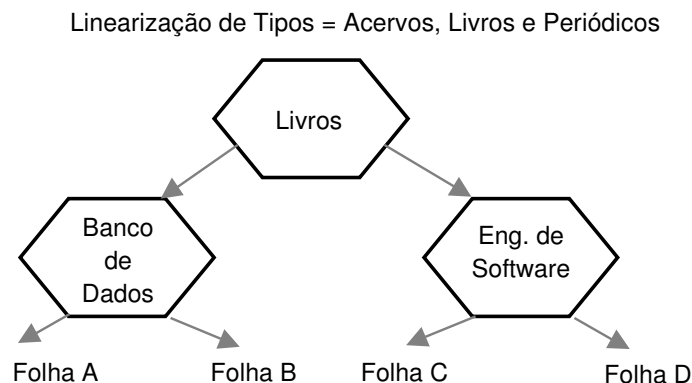 Linearização de Tipos = Acervos, Livros e Periódicos
Livros
Banco
de
Dados
Eng. de
Software
Folha A
Folha B
Folha C
Folha D